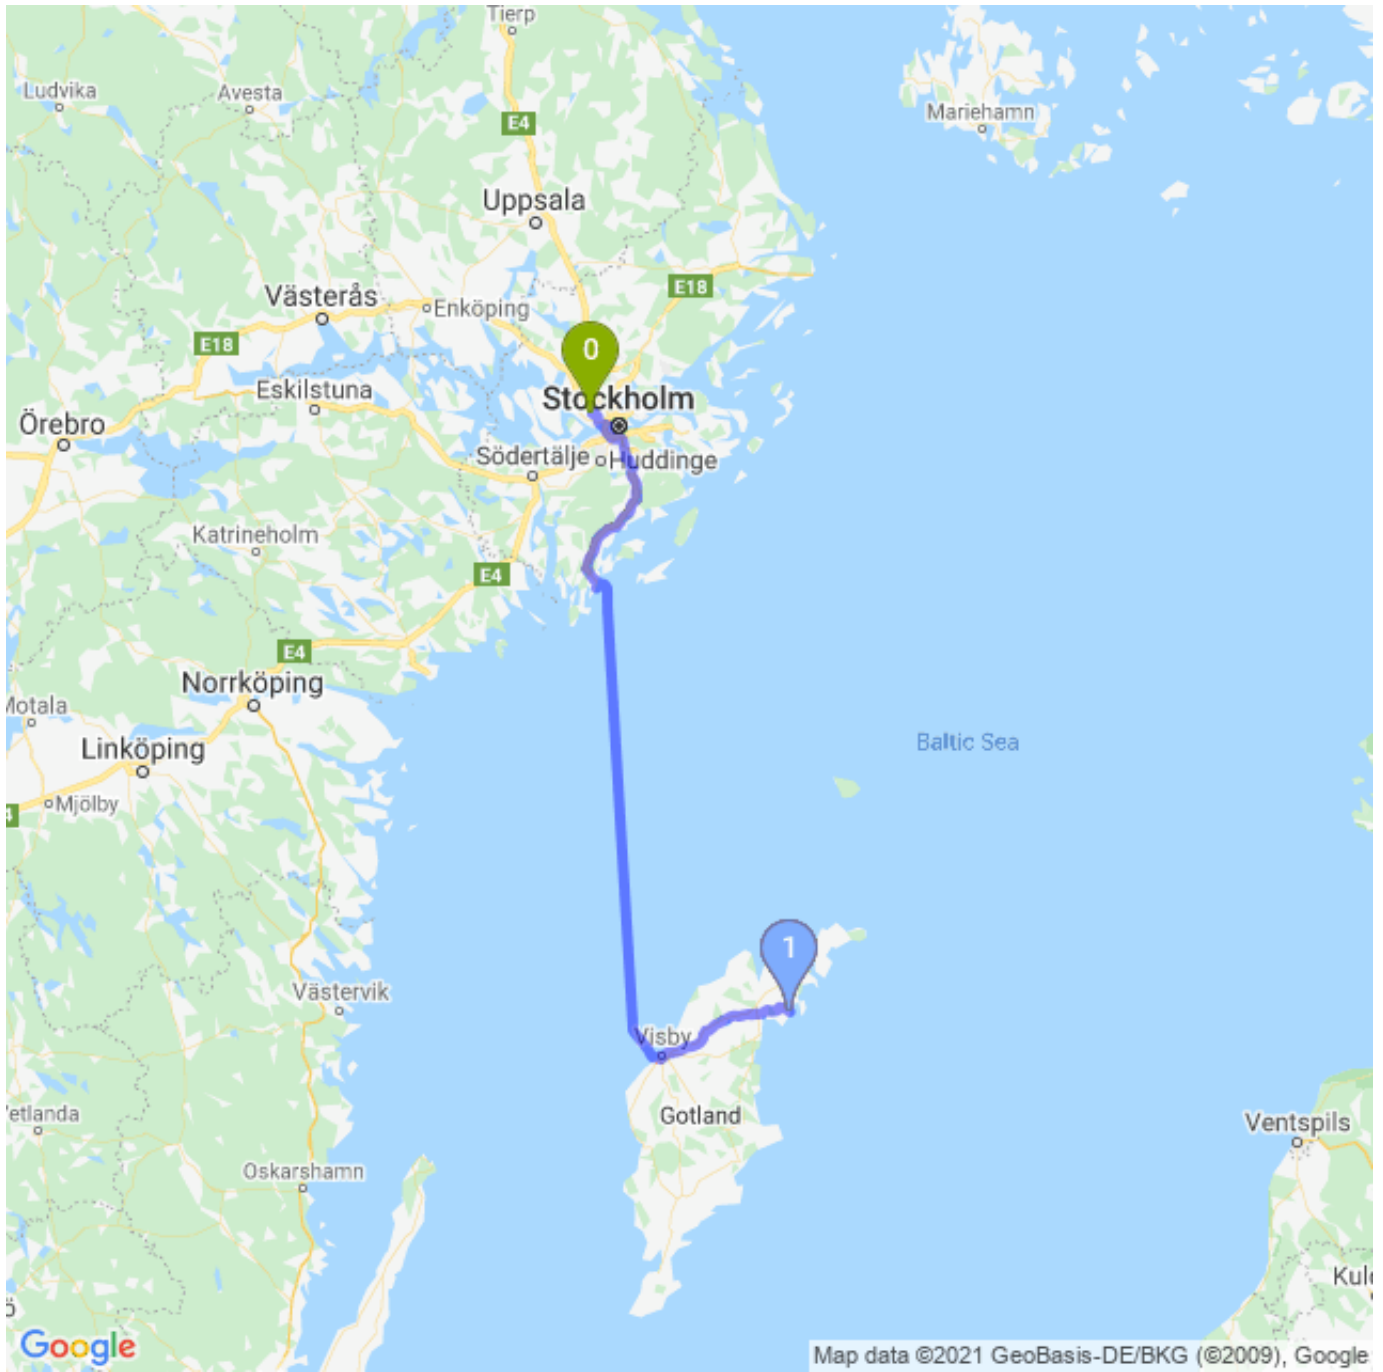 Tierp
Ludvika
Avesta
Mariehamn
E4
Uppsala
E18
Västerås
Enköping
E18
0
Eskilstuna
Stockholm
Örebro
Södertälje
Huddinge
Katrineholm
E4
E4
Norrköping
Motala
Linköping
Baltic Sea
Mjölby
4
1
Västervik
Visby
Gotland
Ventspils
Oskarshamn
Google
Map data ©2021 GeoBasis-DE/BKG (©2009), Google